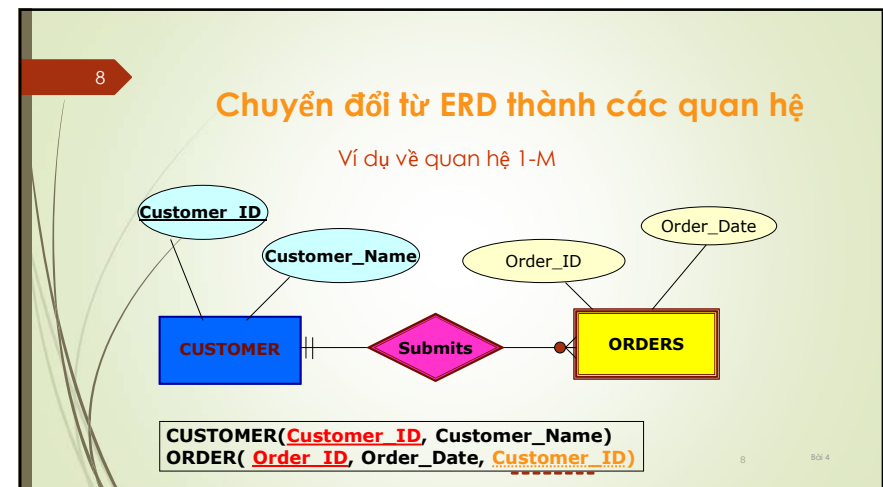 8
Chuyển đổi từ ERD thành các quan hệ
Ví dụ về quan hệ 1-M
Customer_ID
Customer_Name
Order_ID
Order_Date
CUSTOMER
Submits
ORDERS
CUSTOMER(Customer_ID, Customer_Name)
ORDER( Order_ID, Order_Date, Customer_ID)
8
Bài 4